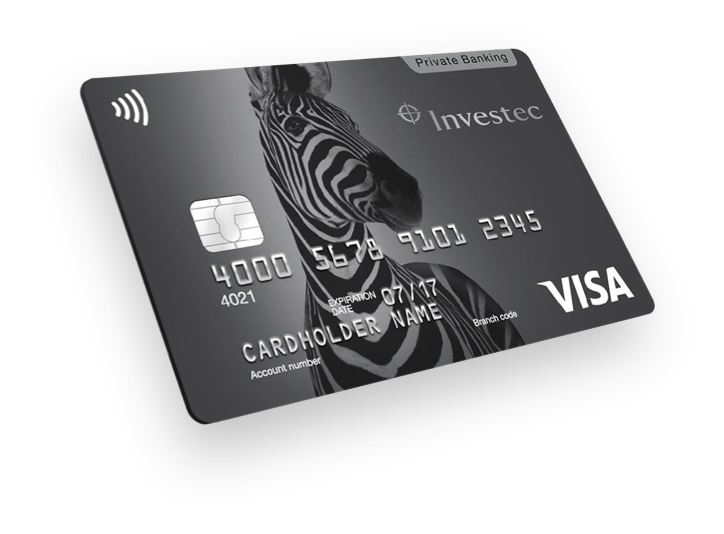 Private Banking
Investec
4000 5678 9101 2345
4021
EXPIRATION
DATE
07/17
CARDHOLDER NAME
Account number
Branch code
VISA